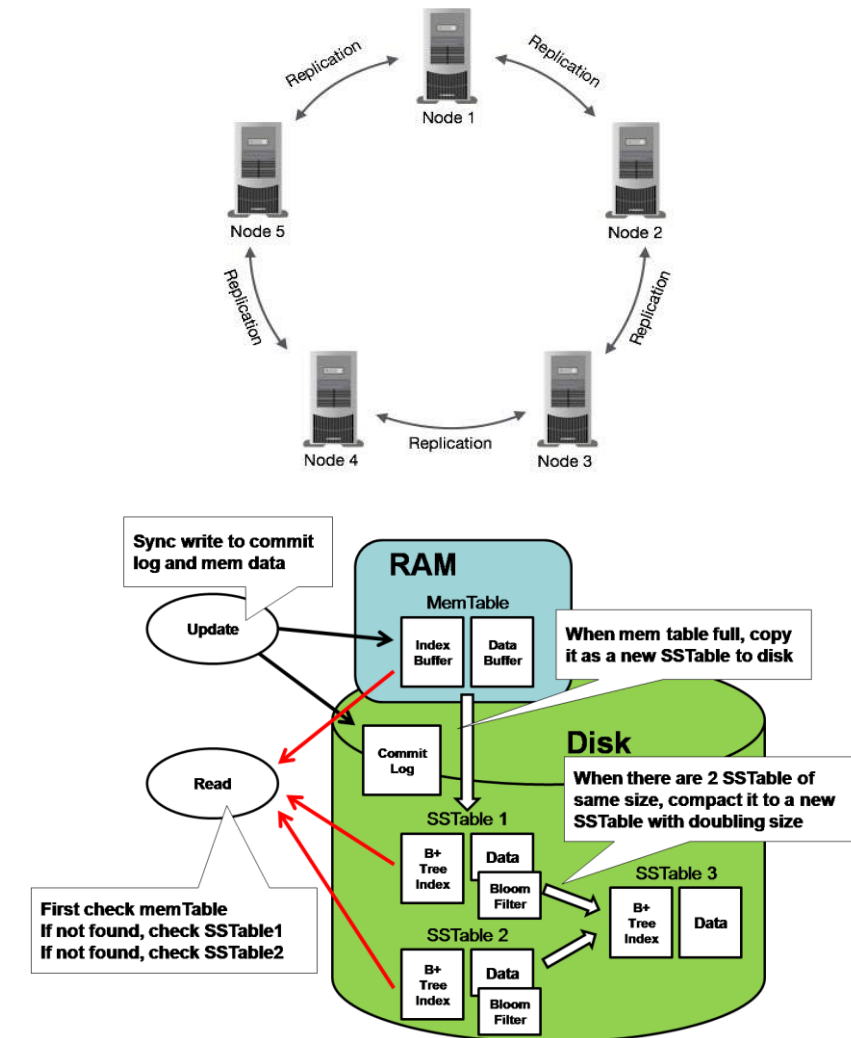 Replication
Replication
Node 1
Node 5
Node 2
Replication
Replication
Node 4
Replication
Node 3
Sync write to commit
log and mem data
RAM
MemTable
Update
Index
Buffer
Data
Buffer
When mem table full, copy
it as a new SSTable to disk
Disk
Commit
Log
Read
When there are 2 SSTable of
same size, compact it to a new
SSTable with doubling size
SSTable 1
B+
Tree
Index
Data
Bloom
Filter
SSTable 3
B+
Tree
Index
Data
First check memTable
If not found, check SSTable1
If not found, check SSTable2
SSTable 2
B+
Tree
Index
Data
Bloom
Filter